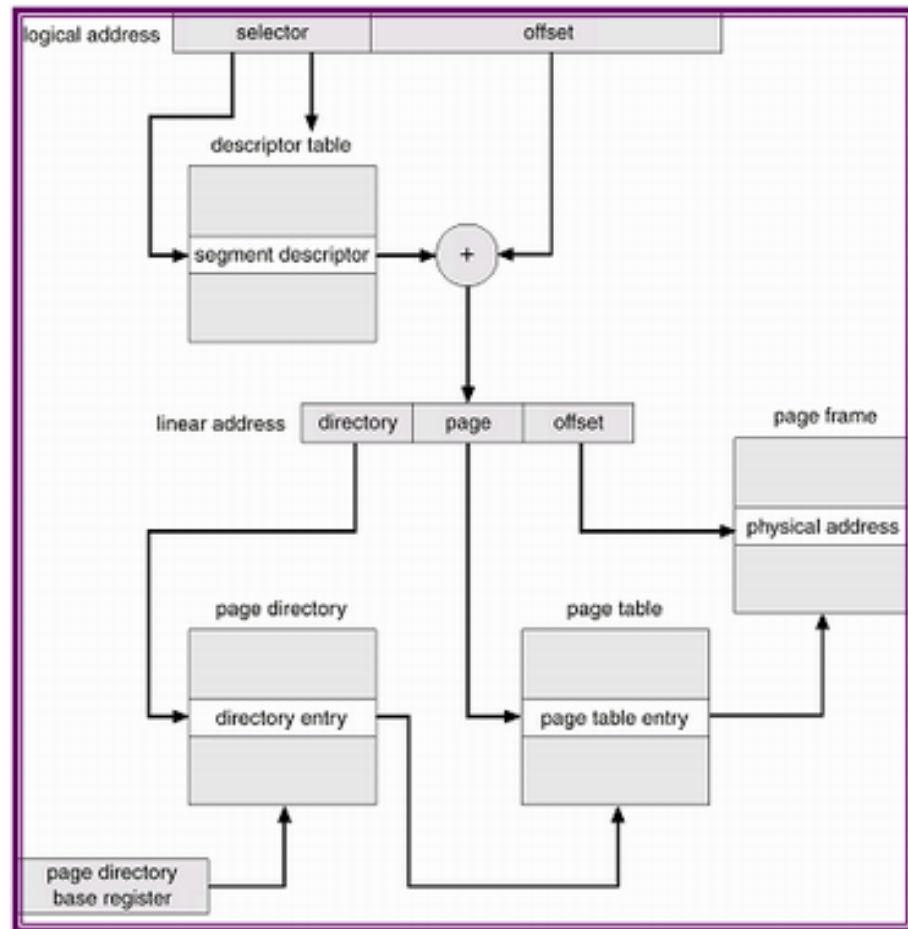 logical address selector offset
descriptor table
segment descriptor +
linear address directory page offset
page frame
physical address
page directory page table
directory entry page table entry
page directory
base register